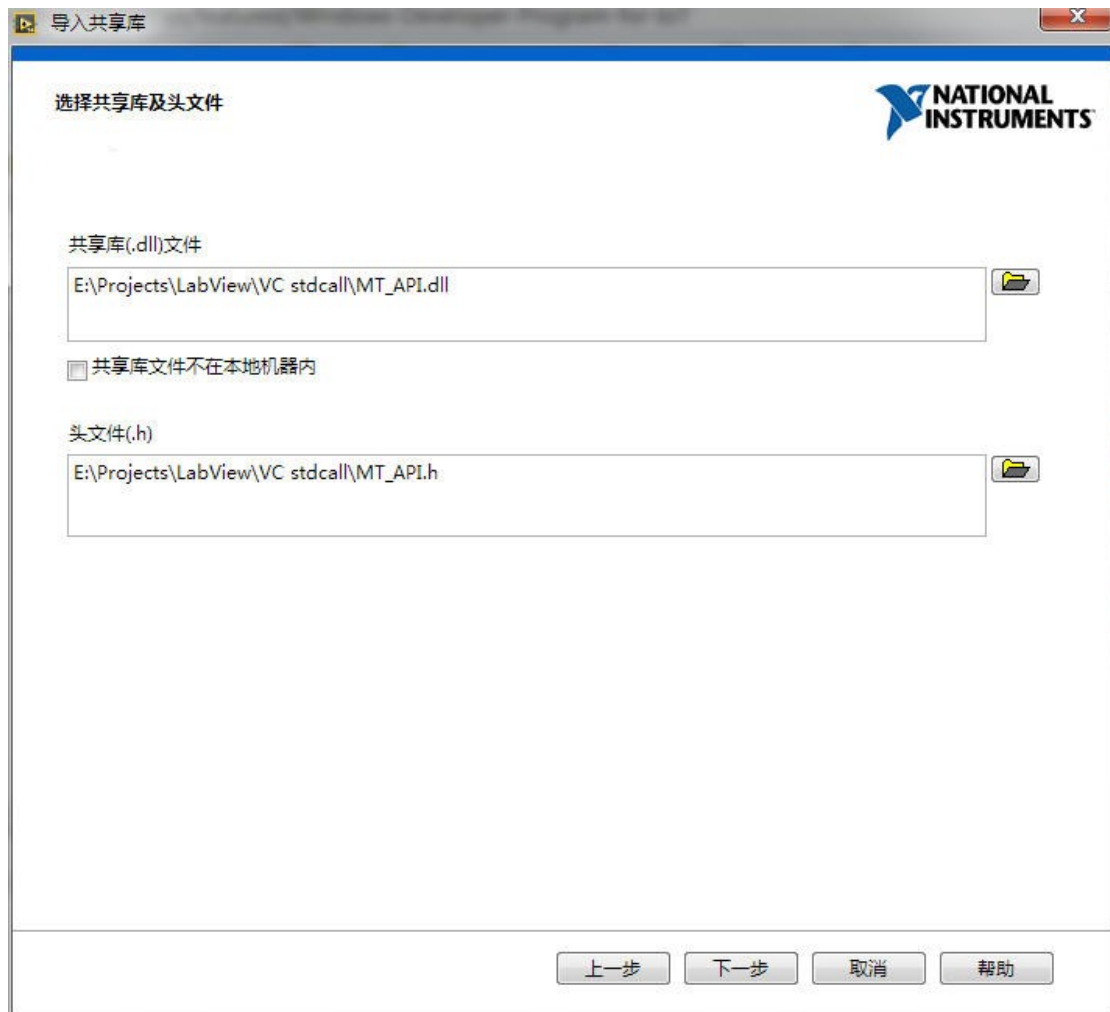 导入共享库
选择共享库及头文件
NATIONAL
INSTRUMENTS
共享库(.dll)文件
E:\Projects\LabView\VC stdcall\MT_API.dll
共享库文件不在本地机器内
头文件(.h)
E:\Projects\LabView\VC stdcall\MT_API.h
上一步
下一步
取消
帮助